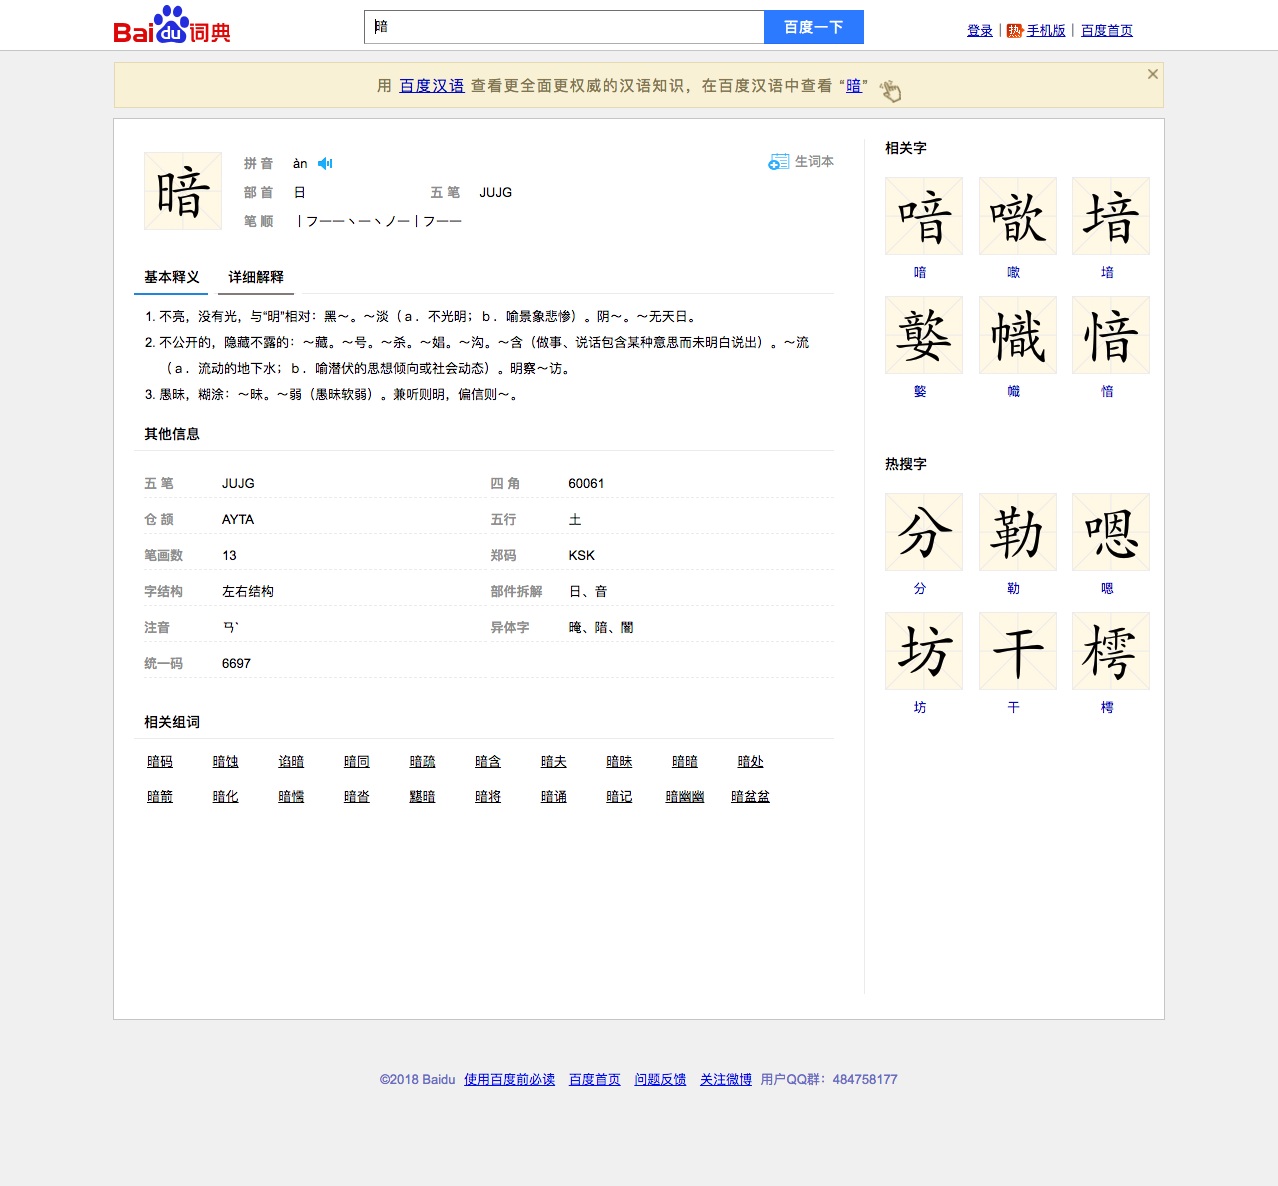 Bai du 词典
暗
百度一下
登录 | 热 手机版 | 百度首页
用 百度汉语 查看更全面更权威的汉语知识，在百度汉语中查看 “暗”
暗
拼 音 àn
生词本
部 首 日 五 笔 JUJG
笔 顺 丨フ一一丶一丶ノ一丨フ一一
基本释义 详细解释
1. 不亮，没有光，与“明”相对：黑～。～淡（ａ．不光明；ｂ．喻景象悲惨）。阴～。～无天日。
2. 不公开的，隐藏不露的：～藏。～号。～杀。～娼。～沟。～含（做事、说话包含某种意思而未明白说出）。～流
（ａ．流动的地下水；ｂ．喻潜伏的思想倾向或社会动态）。明察～访。
3. 愚昧，糊涂：～昧。～弱（愚昧软弱）。兼听则明，偏信则～。
其他信息
五 笔 JUJG 四 角 60061
仓 颉 AYTA 五行 土
笔画数 13 郑码 KSK
字结构 左右结构 部件拆解 日、音
注音 ㄢˋ 异体字 晻、隌、闇
统一码 6697
相关组词
暗码 暗蚀 谄暗 暗同 暗疏 暗含 暗夫 暗昧 暗暗 暗处
暗箭 暗化 暗懦 暗沓 黮暗 暗将 暗诵 暗记 暗幽幽 暗盆盆
相关字
喑 噷 堷
喑 噷 堷
嫛 幟 愔
嫛 幟 愔
热搜字
分 勒 嗯
分 勒 嗯
坊 干 樗
坊 干 樗
©2018 Baidu 使用百度前必读 百度首页 问题反馈 关注微博 用户QQ群：484758177